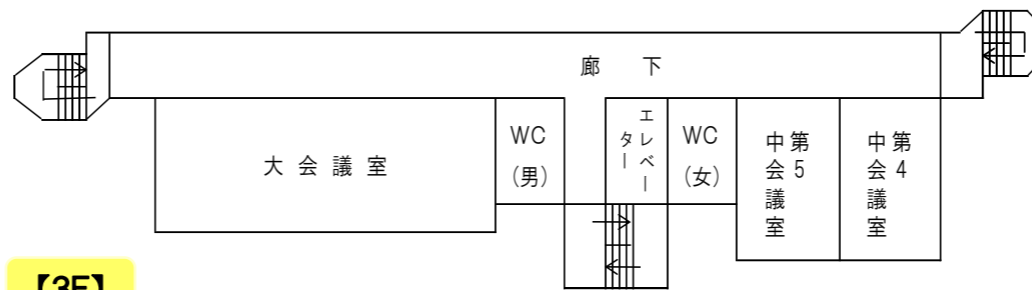 廊 下
大 会 議 室
WC
(男)
エレベーター
WC
(女)
第5
中会議室
第4
中会議室
【3F】